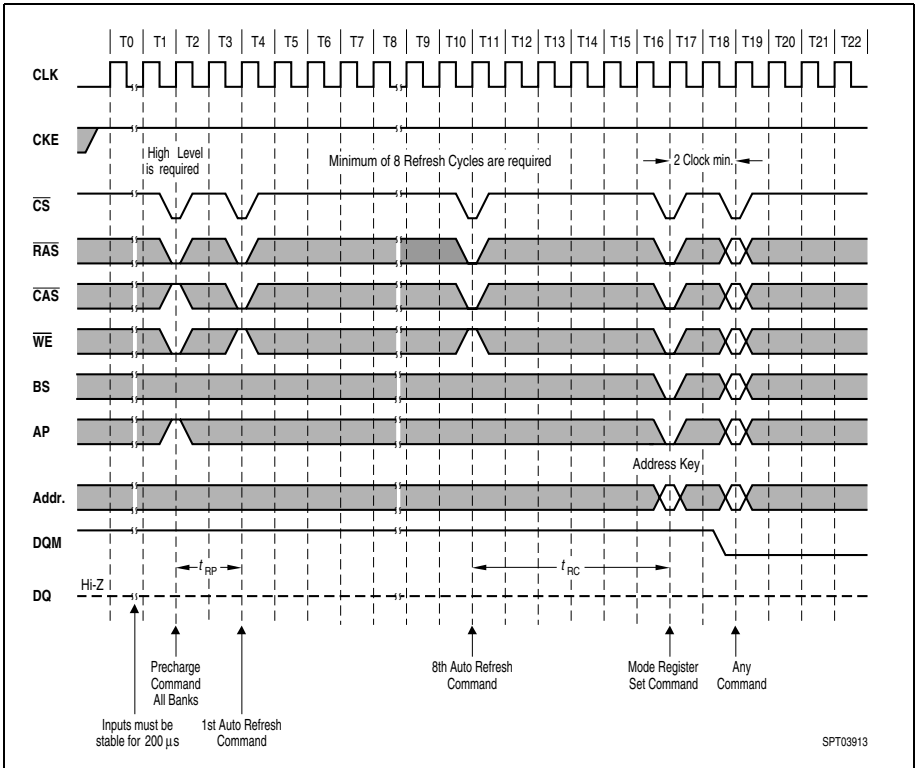 T0 T1 T2 T3 T4 T5 T6 T7 T8 T9 T10 T11 T12 T13 T14 T15 T16 T17 T18 T19 T20 T21 T22
CLK
CKE
High Level
is required
Minimum of 8 Refresh Cycles are required
2 Clock min.
CS
RAS
CAS
WE
BS
AP
Address Key
Addr.
DQM
t RP
t RC
Hi-Z
DQ
Precharge
Command
All Banks
8th Auto Refresh
Command
Mode Register
Set Command
Any
Command
Inputs must be
stable for 200 µs
1st Auto Refresh
Command
SPT03913